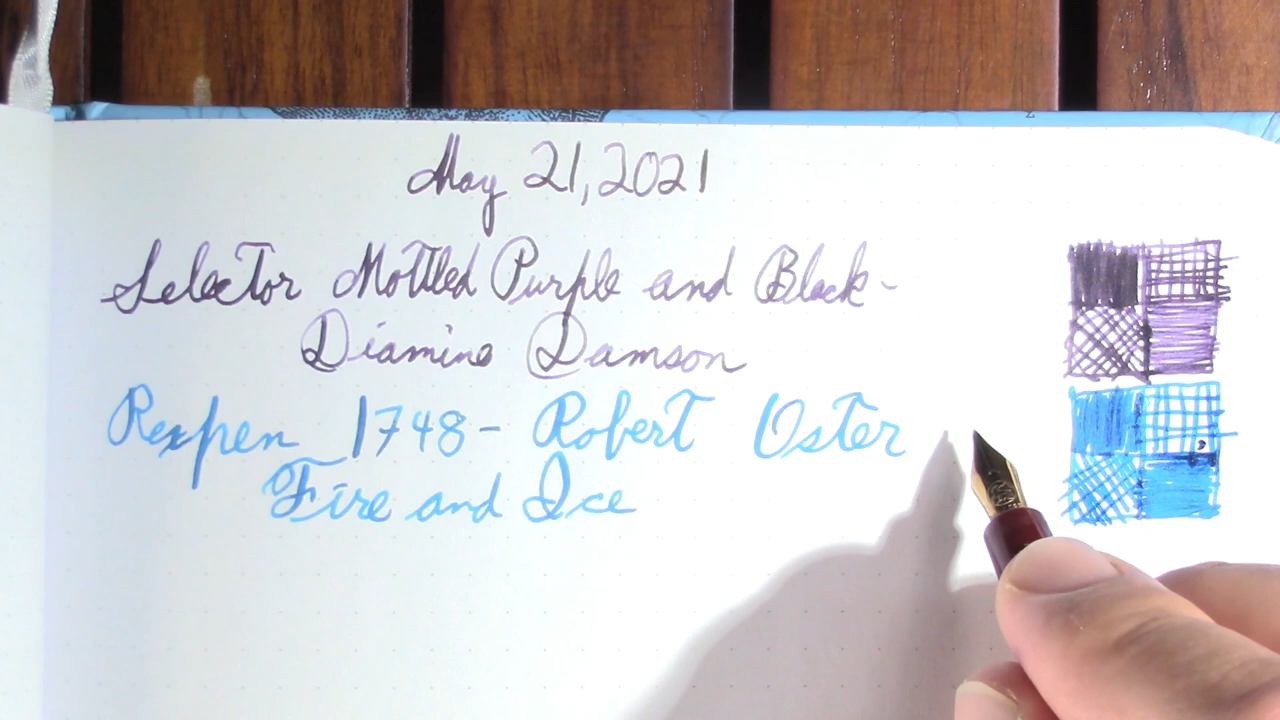 May 21, 2021
Selector Mottled Purple and Black-
Diamine Damson
Rexpen 1748- Robert Oster
Fire and Ice